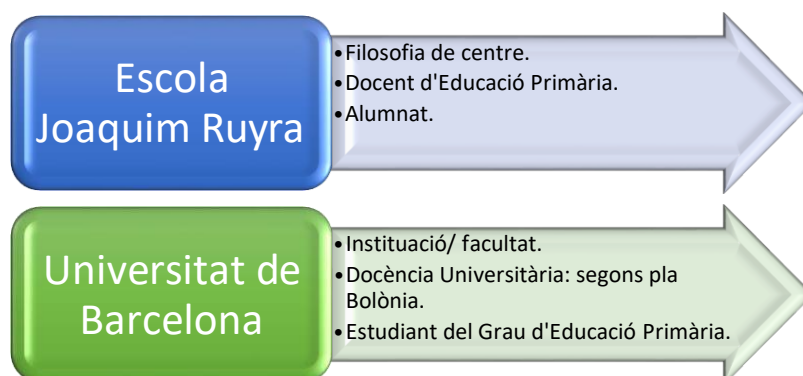 Escola
Joaquim Ruyra
•Filosofia de centre.
•Docent d'Educació Primària.
•Alumnat.
Universitat de
Barcelona
•Instituació/ facultat.
•Docència Universitària: segons pla
Bolònia.
•Estudiant del Grau d'Educació Primària.